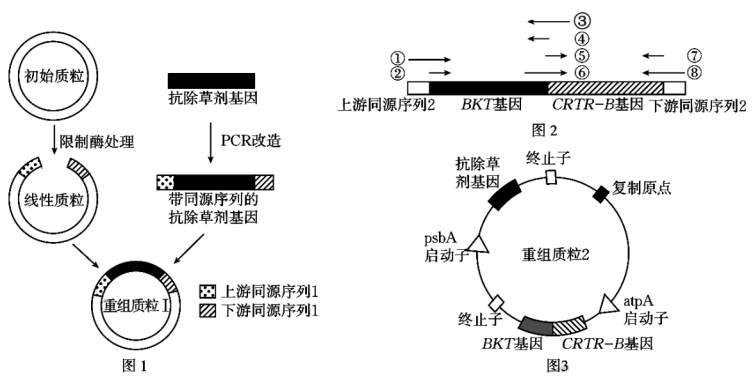 初始质粒
抗除草剂基因
限制酶处理
PCR改造
线性质粒
带同源序列的
抗除草剂基因
重组质粒Ⅰ
上游同源序列1
下游同源序列1
图1
③
④
① ⑤ ⑦
② ⑥ ⑧
上游同源序列2 BKT基因 CRTR-B基因 下游同源序列2
图2
抗除草
剂基因
终止子
复制原点
psbA
启动子
重组质粒2
atpA
启动子
终止子
BKT基因 CRTR-B基因
图3